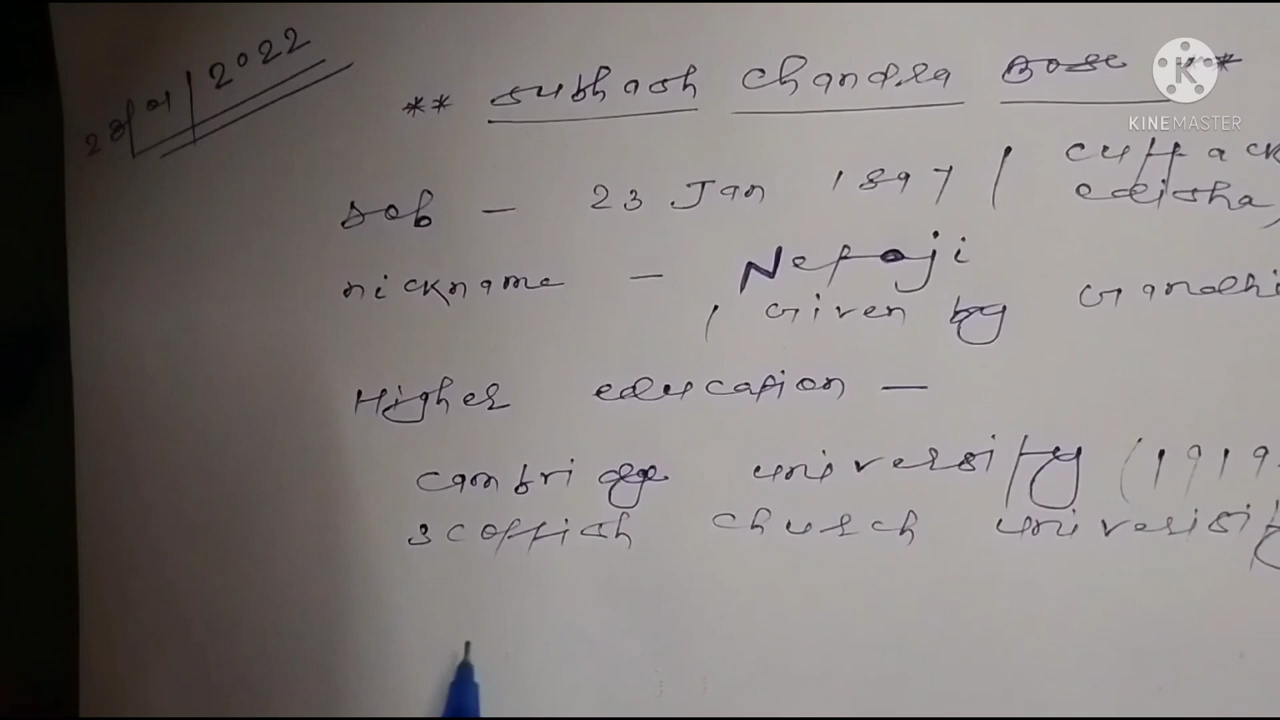 28/01/2022
** Subhash Chandra Bose **
DOB - 23 Jan 1897 / Cuttack
Odisha,
nickname - Netaji
, Given by Gandhi
Higher education -
Cambridge university (1919-
Scottish Church university
K
KINEMASTER